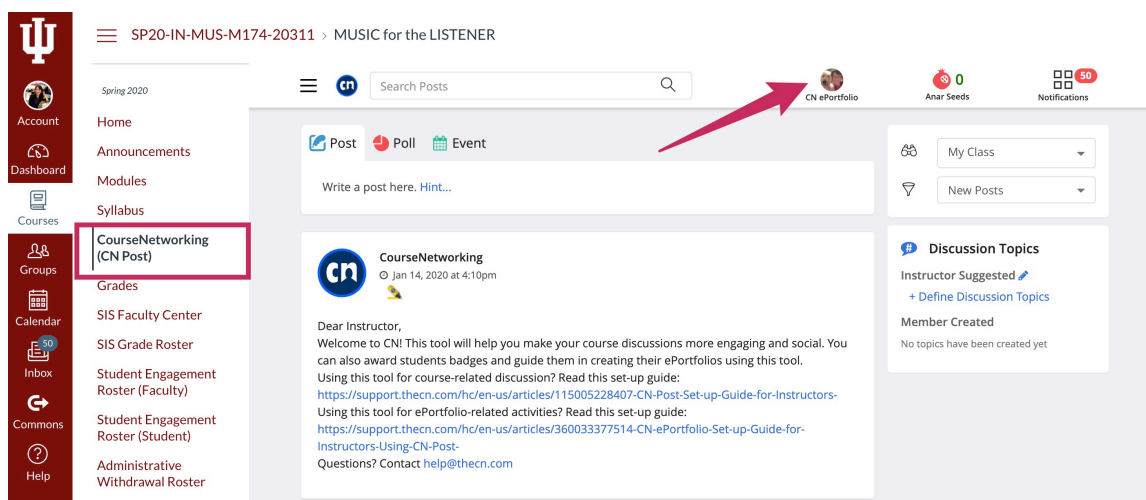 SP20-IN-MUS-M174-20311 > MUSIC for the LISTENER
Account
Dashboard
Courses
Groups
Calendar
50
Inbox
Commons
Help
Spring 2020
Home
Announcements
Modules
Syllabus
CourseNetworking
(CN Post)
Grades
SIS Faculty Center
SIS Grade Roster
Student Engagement
Roster (Faculty)
Student Engagement
Roster (Student)
Administrative
Withdrawal Roster
cn
Search Posts
CN ePortfolio
0
Anar Seeds
50
Notifications
Post
Poll
Event
Write a post here. Hint...
cn
CourseNetworking
Jan 14, 2020 at 4:10pm
Dear Instructor,
Welcome to CN! This tool will help you make your course discussions more engaging and social. You
can also award students badges and guide them in creating their ePortfolios using this tool.
Using this tool for course-related discussion? Read this set-up guide:
https://support.thecn.com/hc/en-us/articles/115005228407-CN-Post-Set-up-Guide-for-Instructors-
Using this tool for ePortfolio-related activities? Read this set-up guide:
https://support.thecn.com/hc/en-us/articles/360033377514-CN-ePortfolio-Set-up-Guide-for-
Instructors-Using-CN-Post-
Questions? Contact help@thecn.com
My Class
New Posts
# Discussion Topics
Instructor Suggested
+ Define Discussion Topics
Member Created
No topics have been created yet